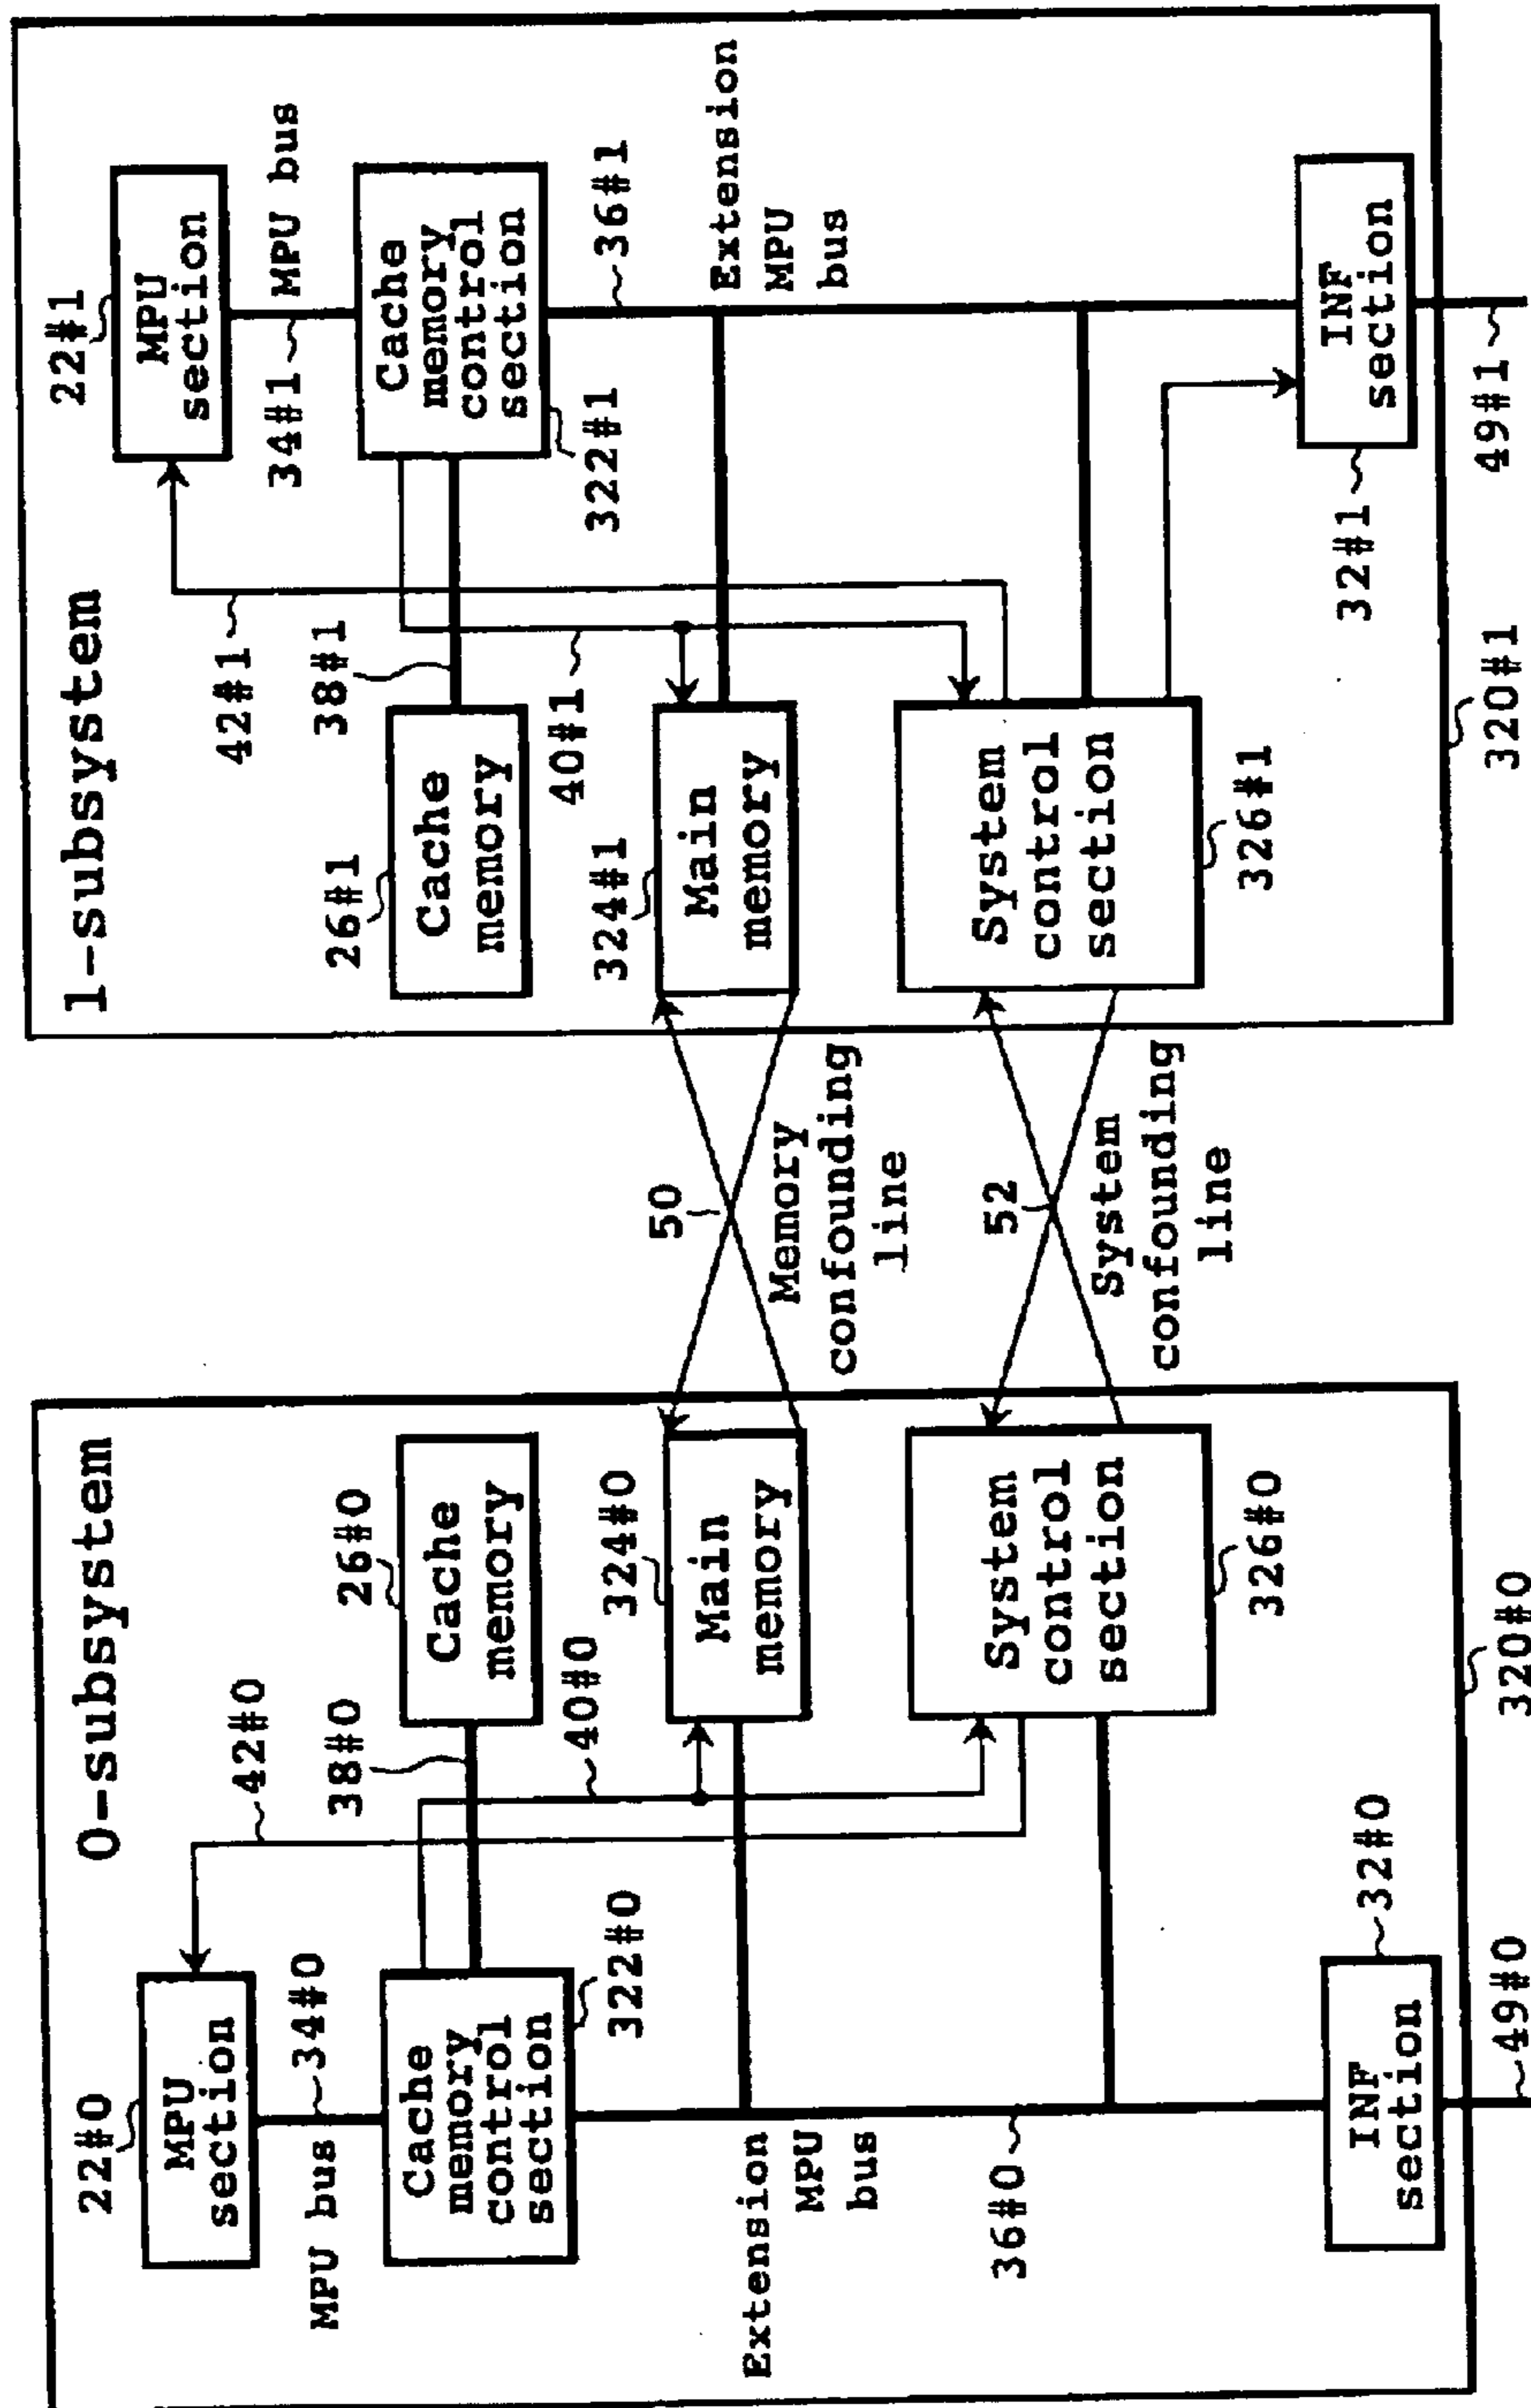 0-subsystem
22#0
MPU
section
42#0
MPU bus
34#0
38#0
26#0
Cache
memory
control
section
322#0
Cache
memory
40#0
324#0
Main
memory
Extension
MPU
bus
36#0
System
control
section
326#0
INF
section
32#0
49#0
320#0
50
Memory
confounding
line
52
System
confounding
line
1-subsystem
22#1
MPU
section
42#1
34#1
MPU bus
38#1
26#1
Cache
memory
Cache
memory
control
section
322#1
40#1
36#1
324#1
Main
memory
Extension
MPU
bus
System
control
section
326#1
INF
section
32#1
49#1
320#1